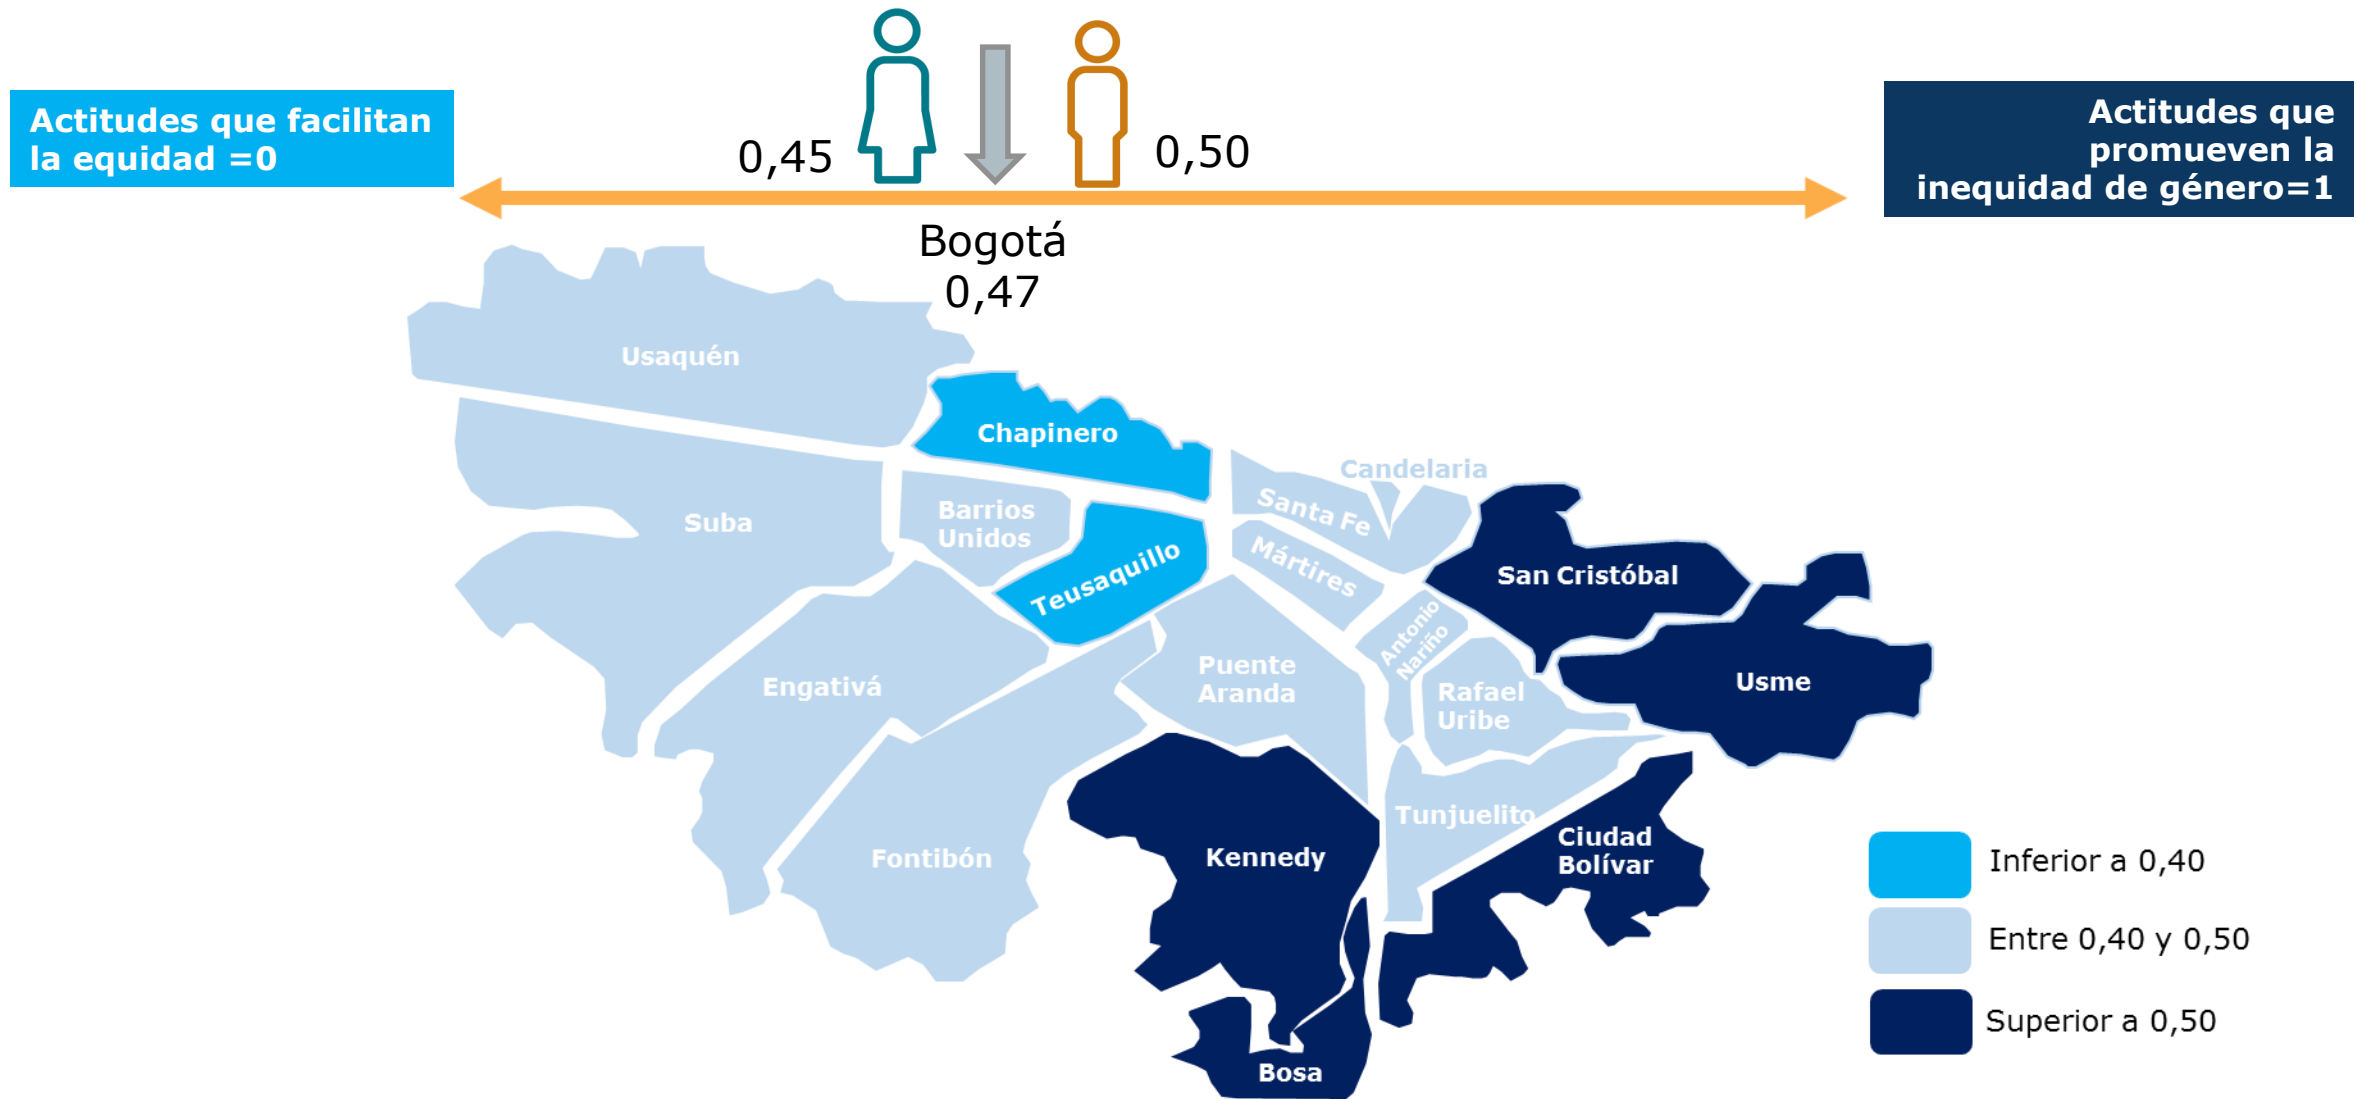 Actitudes que facilitan
la equidad =0
0,45
0,50
Actitudes que
promueven la
inequidad de género=1
Bogotá
0,47
Usaquén
Chapinero
Candelaria
Santa Fe
Suba
Barrios
Unidos
Teusaquillo
Mártires
San Cristóbal
Antonio
Nariño
Engativá
Puente
Aranda
Rafael
Uribe
Usme
Tunjuelito
Fontibón
Kennedy
Ciudad
Bolívar
Bosa
Inferior a 0,40
Entre 0,40 y 0,50
Superior a 0,50